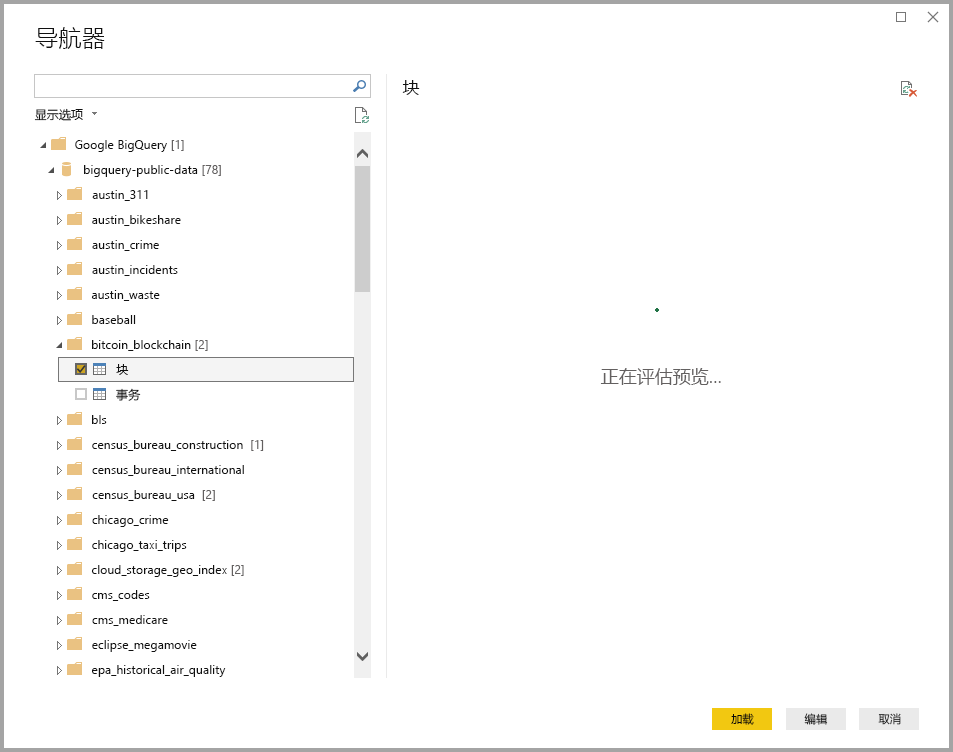 导航器
显示选项
Google BigQuery [1]
bigquery-public-data [78]
austin_311
austin_bikeshare
austin_crime
austin_incidents
austin_waste
baseball
bitcoin_blockchain [2]
块
事务
bls
census_bureau_construction [1]
census_bureau_international
census_bureau_usa [2]
chicago_crime
chicago_taxi_trips
cloud_storage_geo_index [2]
cms_codes
cms_medicare
eclipse_megamovie
epa_historical_air_quality
块
正在评估预览...
加载 编辑 取消